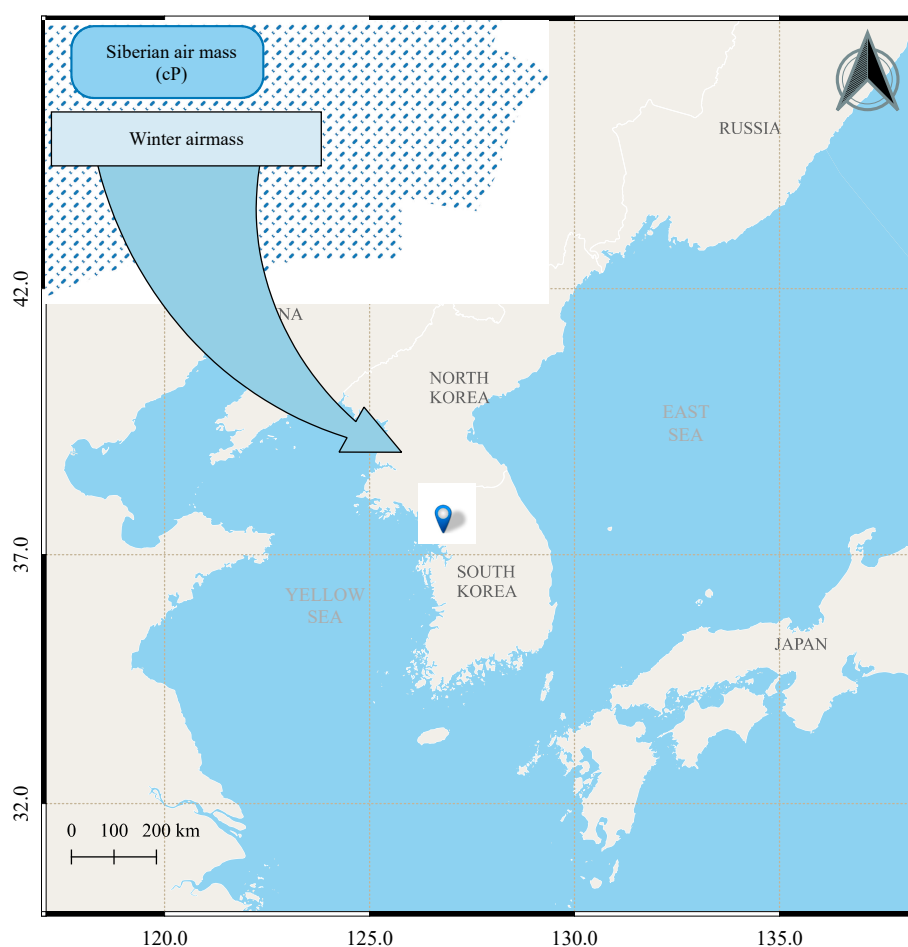 Siberian air mass
(cP)
Winter airmass
RUSSIA
42.0
NA
NORTH
KOREA
EAST
SEA
37.0
SOUTH
KOREA
YELLOW
SEA
JAPAN
32.0
0 100 200 km
120.0 125.0 130.0 135.0